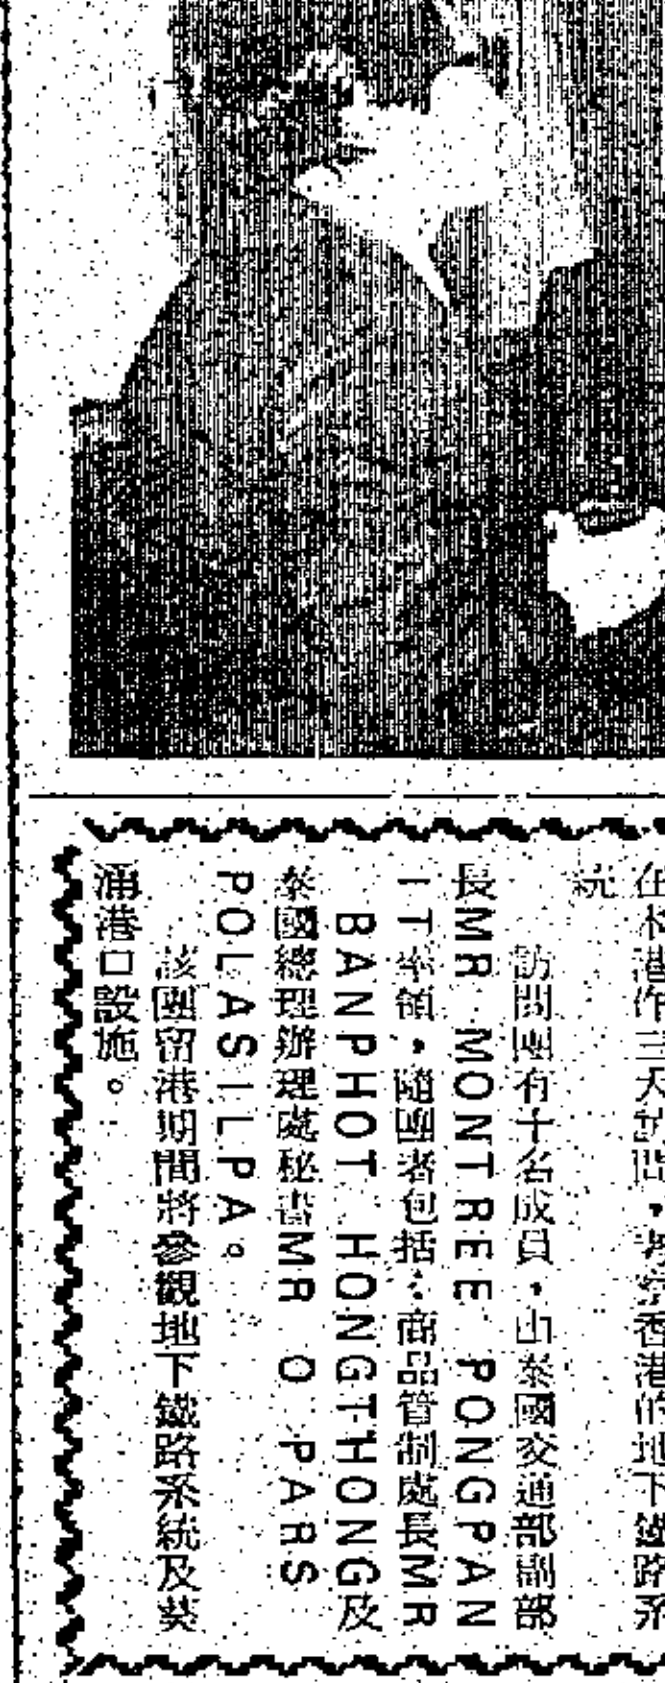 在本港作三天訪問，考察香港的地下鐵路系
統
訪問團有十名成員，由泰國交通部副部
長MR MONTREE PONGPAN
IT率領，隨團者包括：商品管制處長MR
BANPHOT HONGTHONG及
泰國總理辦理處秘書MR O PARS
POLASILPA。
該團留港期間將參觀地下鐵路系統及葵
涌港口設施。